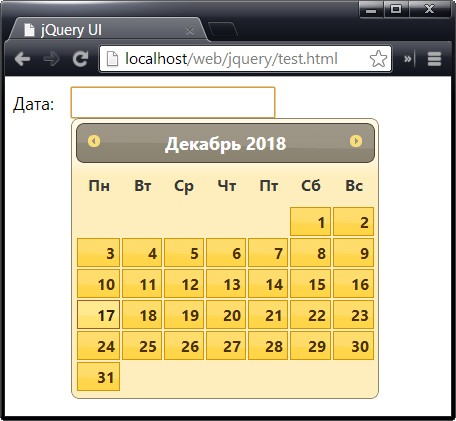 jQuery UI
localhost/web/jquery/test.html
Дата:
Декабрь 2018
Пн Вт Ср Чт Пт Сб Вс
1 2
3 4 5 6 7 8 9
10 11 12 13 14 15 16
17 18 19 20 21 22 23
24 25 26 27 28 29 30
31